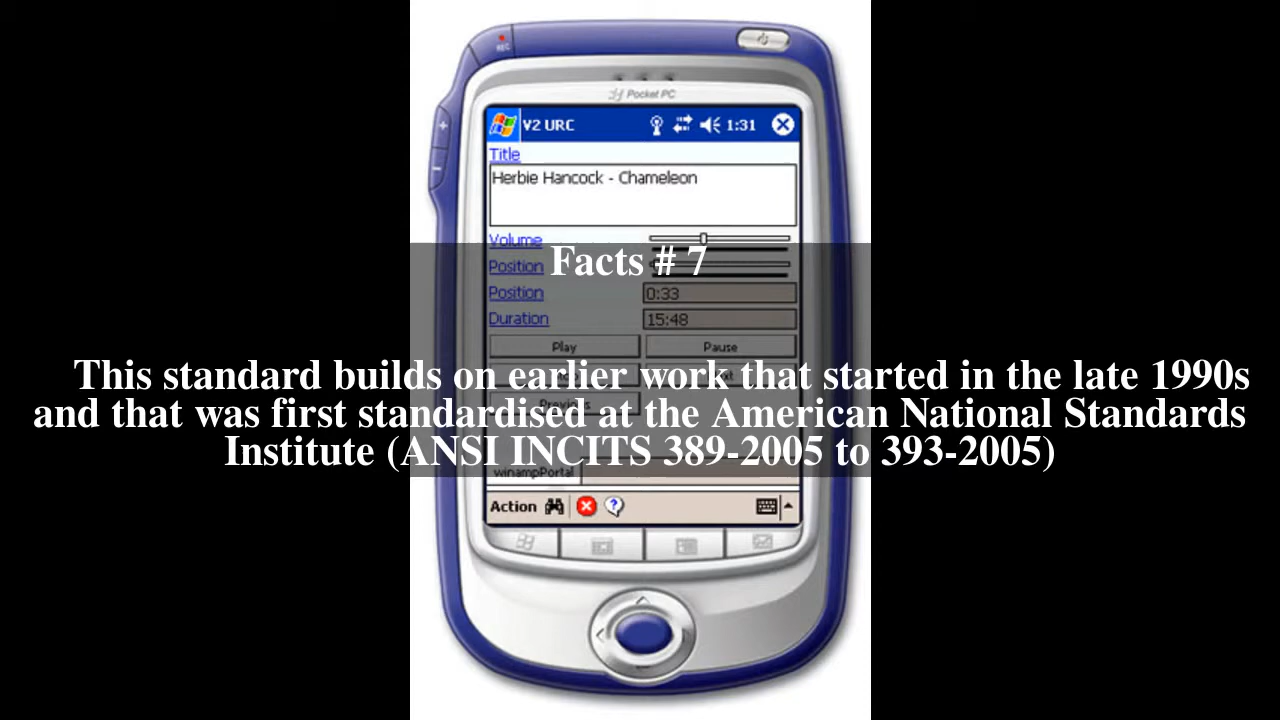 REC
Pocket PC
V2 URC 1:31
Title
Herbie Hancock - Chameleon
Volume
Facts # 7
Position
Position 0:33
Duration 15:48
Play Pause
This standard builds on earlier work that started in the late 1990s
and that was first standardised at the American National Standards
Institute (ANSI INCITS 389-2005 to 393-2005)
winampPortal
Action